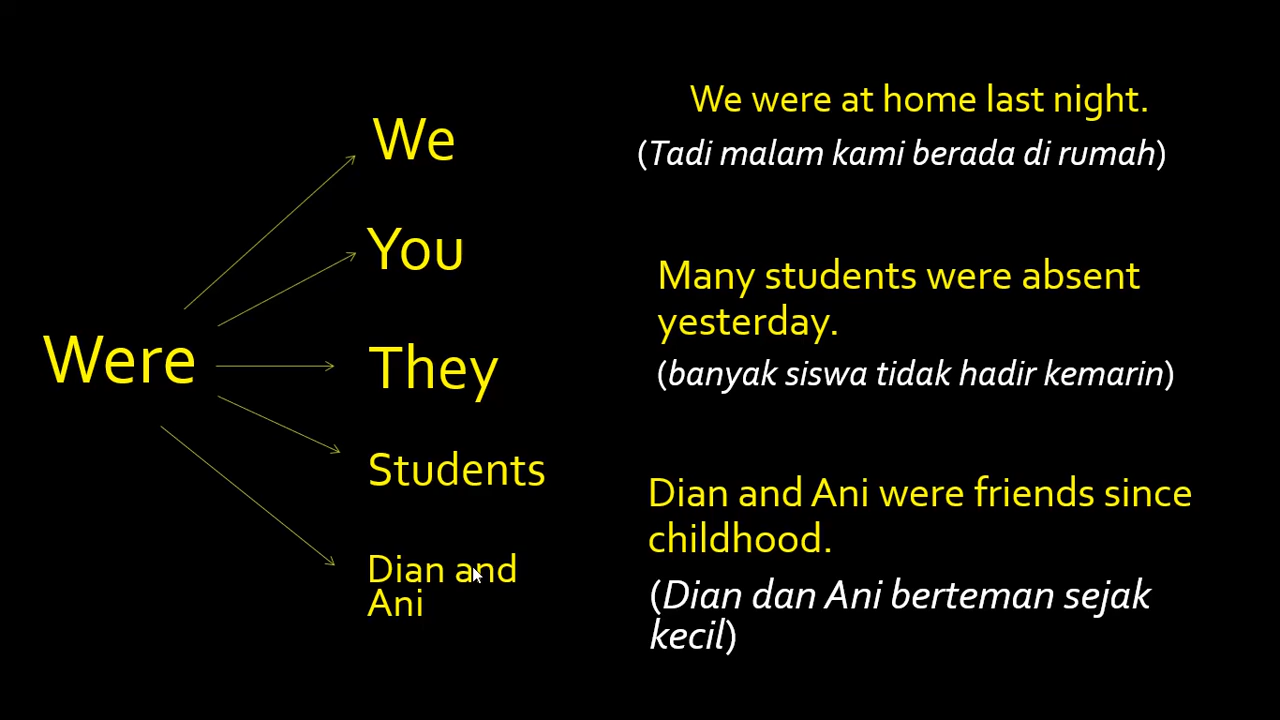 Were
We
You
They
Students
Dian and
Ani
We were at home last night.
(Tadi malam kami berada di rumah)
Many students were absent
yesterday.
(banyak siswa tidak hadir kemarin)
Dian and Ani were friends since
childhood.
(Dian dan Ani berteman sejak
kecil)